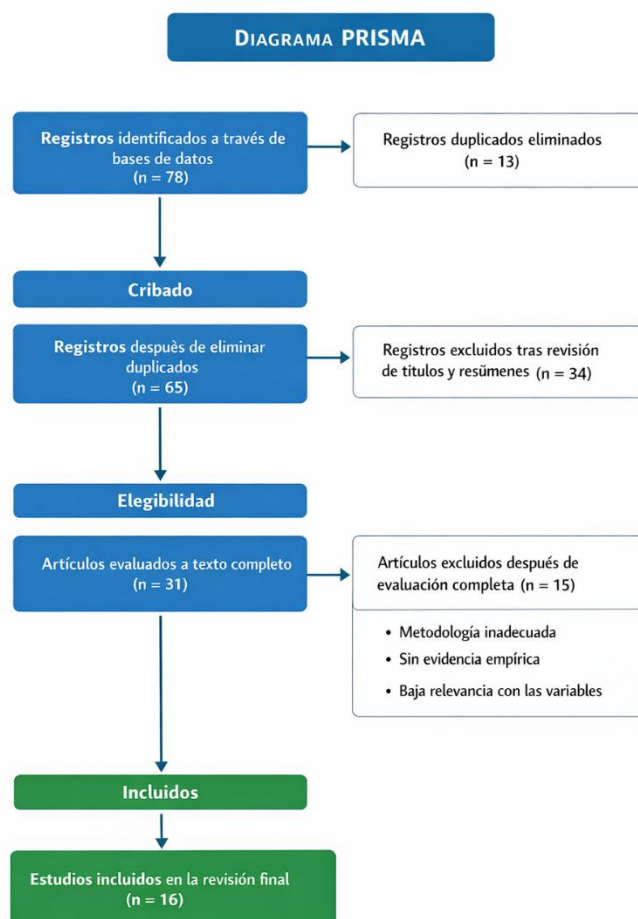 DIAGRAMA PRISMA
Registros identificados a través de
bases de datos
(n = 78)
Registros duplicados eliminados
(n = 13)
Cribado
Registros despuès de eliminar
duplicados
(n = 65)
Registros excluidos tras revisión
de titulos y resümenes (n = 34)
Elegibilidad
Artículos evaluados a texto completo
(n = 31)
Artículos excluidos después de
evaluación completa (n = 15)
• Metodología inadecuada
• Sin evidencia empírica
• Baja relevancia con las variables
Incluidos
Estudios incluidos en la revisión final
(n = 16)